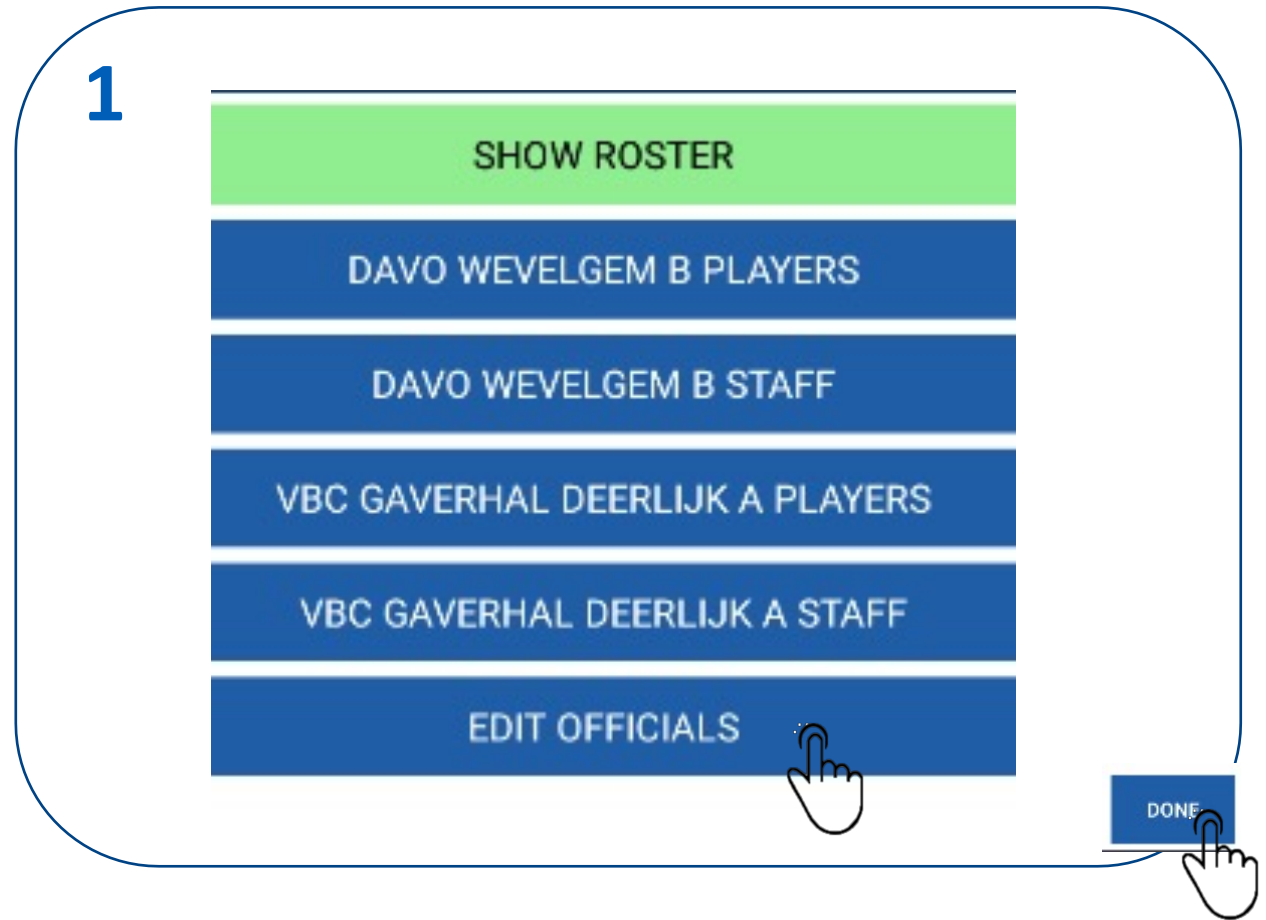 1
SHOW ROSTER
DAVO WEVELGEM B PLAYERS
DAVO WEVELGEM B STAFF
VBC GAVERHAL DEERLIJK A PLAYERS
VBC GAVERHAL DEERLIJK A STAFF
EDIT OFFICIALS
DONE